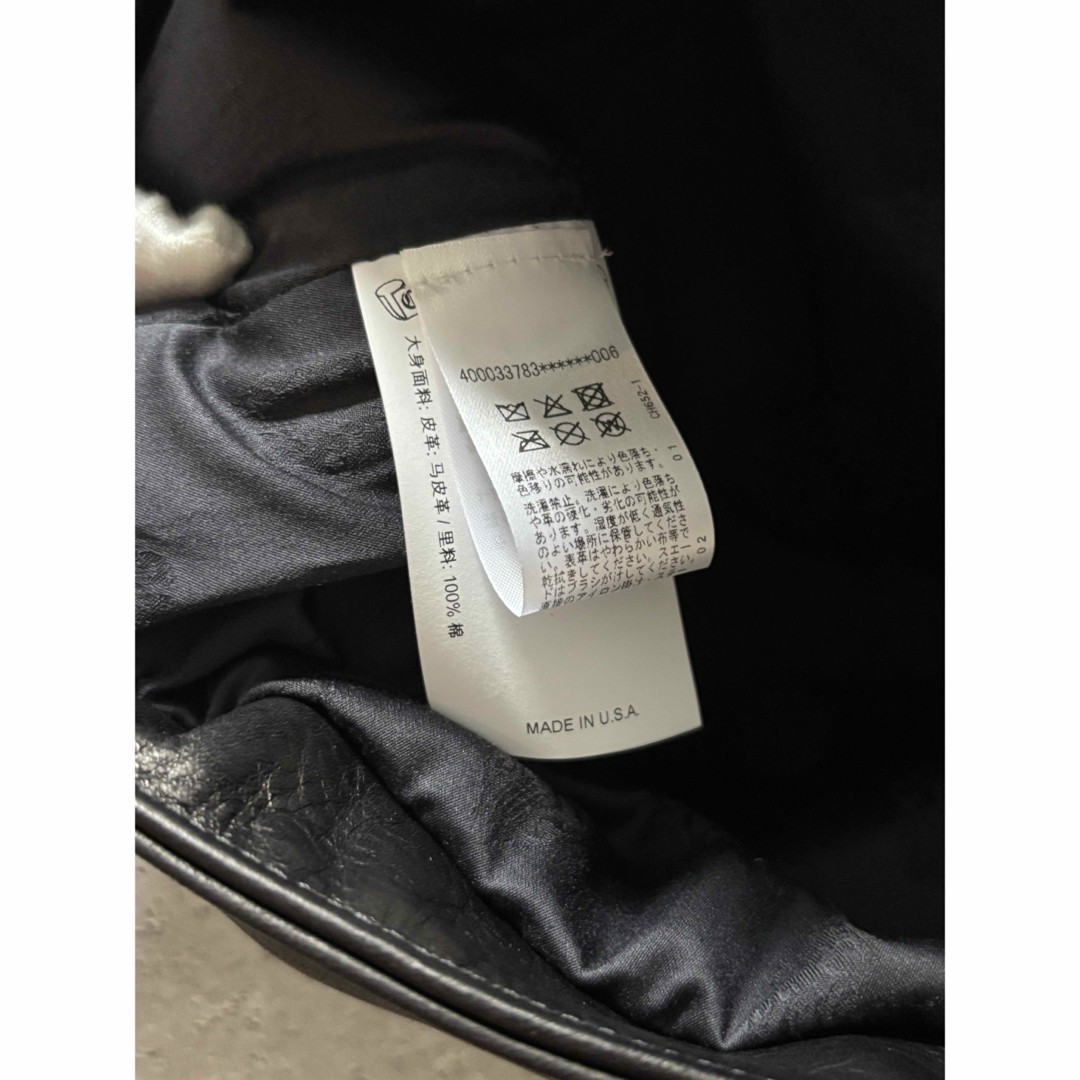 大身面料: 皮革: 马皮革 / 里料: 100% 棉
400033783******006
CH652-1
摩擦や水濡れにより色落ち・
色移りの可能性があります。
01
洗濯禁止。洗濯により色落ち
や革の硬化・劣化の可能性が
あります。湿度が低く通気性
のよい場所に保管してくださ
い。表革はやわらかい布等で
乾拭きしてください。スエー
ドはブラシがけしてください。
02
MADE IN U.S.A.